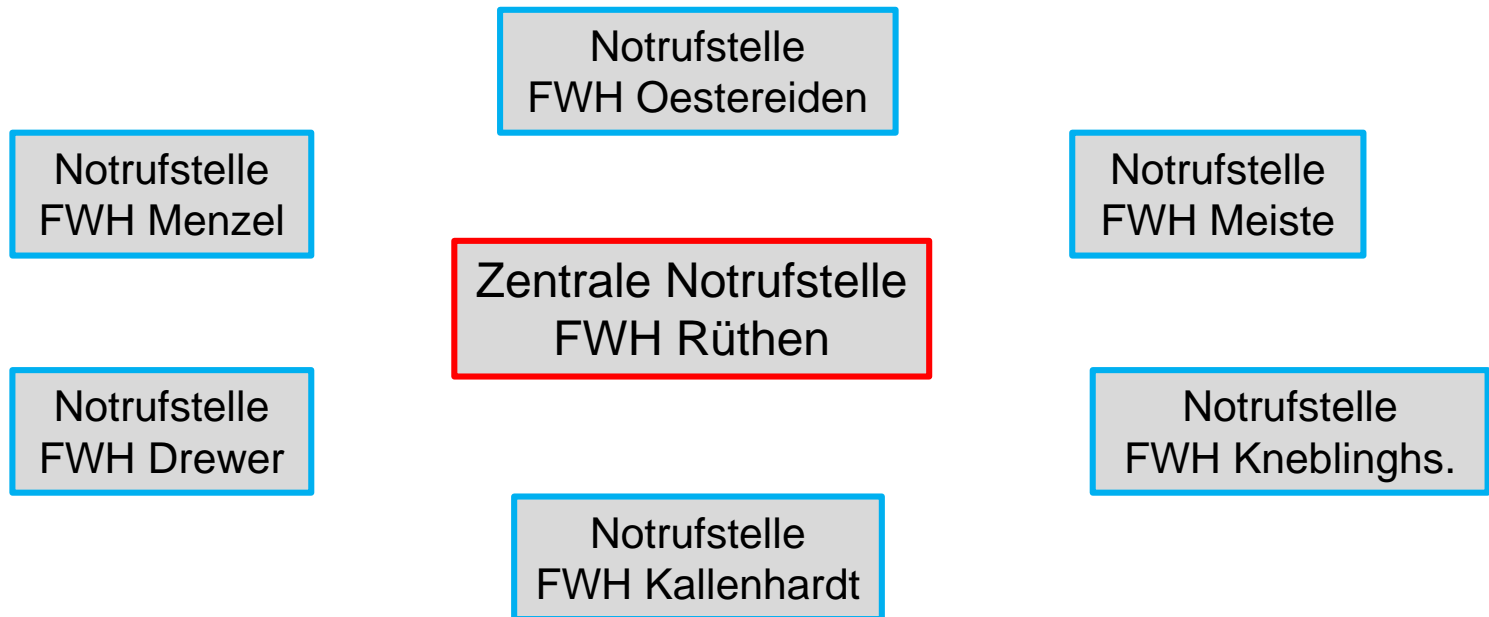 Notrufstelle
FWH Oestereiden
Notrufstelle
FWH Menzel
Notrufstelle
FWH Meiste
Zentrale Notrufstelle
FWH Rüthen
Notrufstelle
FWH Drewer
Notrufstelle
FWH Kneblinghs.
Notrufstelle
FWH Kallenhardt